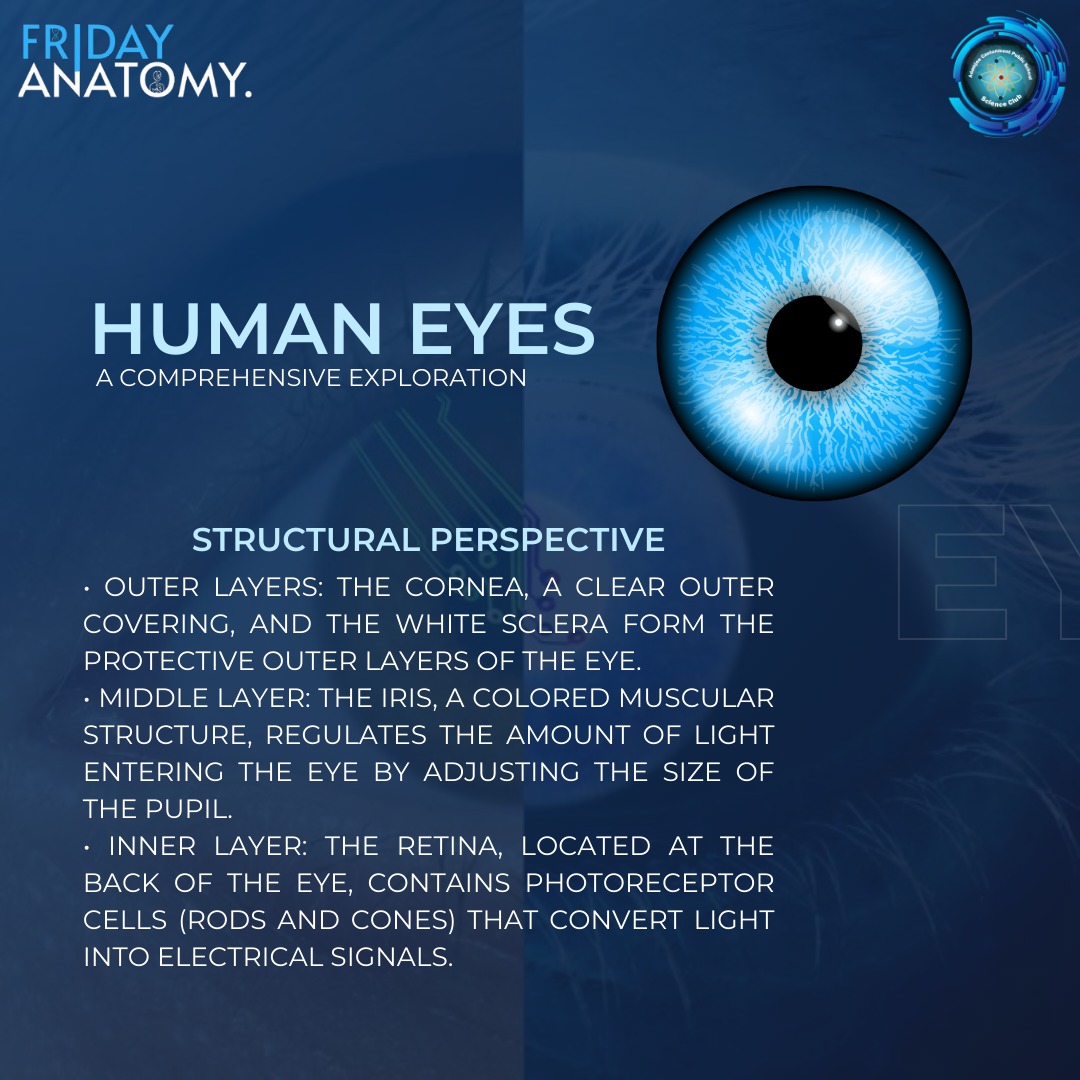 FRIDAY
ANATOMY.
Science Club
HUMAN EYES
A COMPREHENSIVE EXPLORATION
STRUCTURAL PERSPECTIVE
• OUTER LAYERS: THE CORNEA, A CLEAR OUTER
COVERING, AND THE WHITE SCLERA FORM THE
PROTECTIVE OUTER LAYERS OF THE EYE.
• MIDDLE LAYER: THE IRIS, A COLORED MUSCULAR
STRUCTURE, REGULATES THE AMOUNT OF LIGHT
ENTERING THE EYE BY ADJUSTING THE SIZE OF
THE PUPIL.
• INNER LAYER: THE RETINA, LOCATED AT THE
BACK OF THE EYE, CONTAINS PHOTORECEPTOR
CELLS (RODS AND CONES) THAT CONVERT LIGHT
INTO ELECTRICAL SIGNALS.
EY